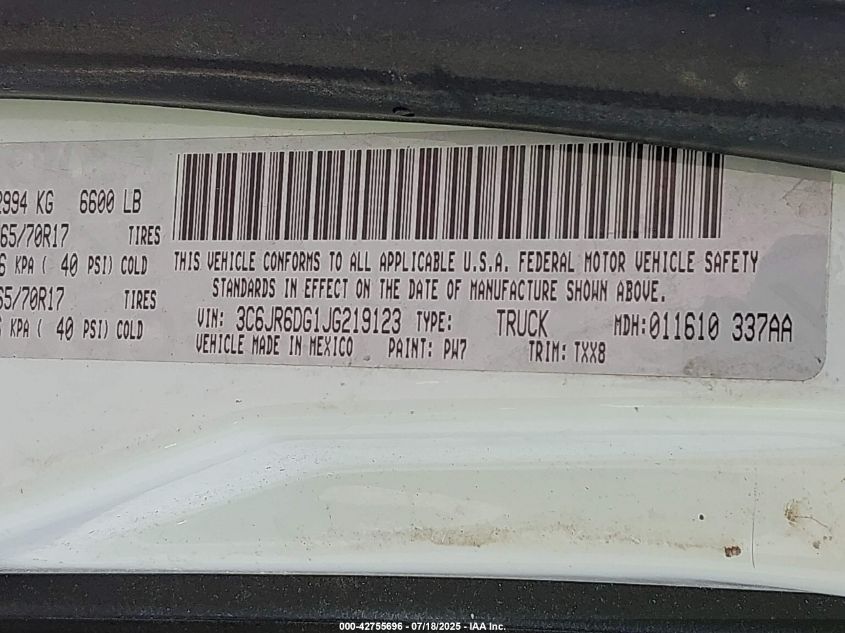 2994 KG 6600 LB
65/70R17 TIRES
6 KPA ( 40 PSI) COLD
65/70R17 TIRES
KPA ( 40 PSI) COLD
THIS VEHICLE CONFORMS TO ALL APPLICABLE U.S.A. FEDERAL MOTOR VEHICLE SAFETY
STANDARDS IN EFFECT ON THE DATE OF MANUFACTURE SHOWN ABOVE.
VIN: 3C6JR6DG1JG219123 TYPE: TRUCK MDH:011610 337AA
VEHICLE MADE IN MEXICO PAINT: PW7 TRIM: TXX8
000-42755696 - 07/18/2025 - IAA Inc.